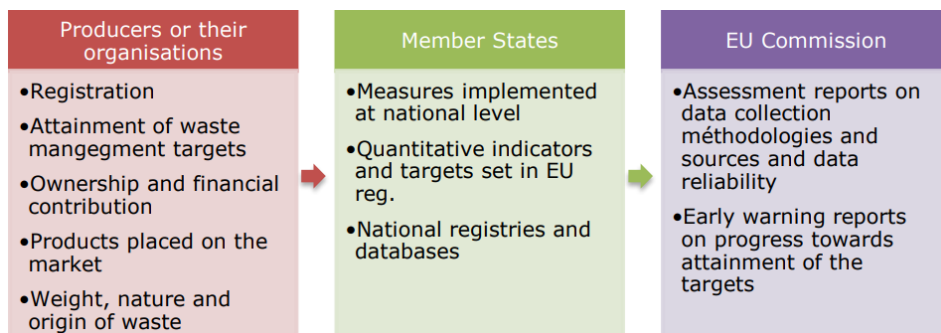 Producers or their
organisations
•Registration
•Attainment of waste
mangegment targets
•Ownership and financial
contribution
•Products placed on the
market
•Weight, nature and
origin of waste
Member States
•Measures implemented
at national level
•Quantitative indicators
and targets set in EU
reg.
•National registries and
databases
EU Commission
•Assessment reports on
data collection
méthodologies and
sources and data
reliability
•Early warning reports
on progress towards
attainment of the
targets